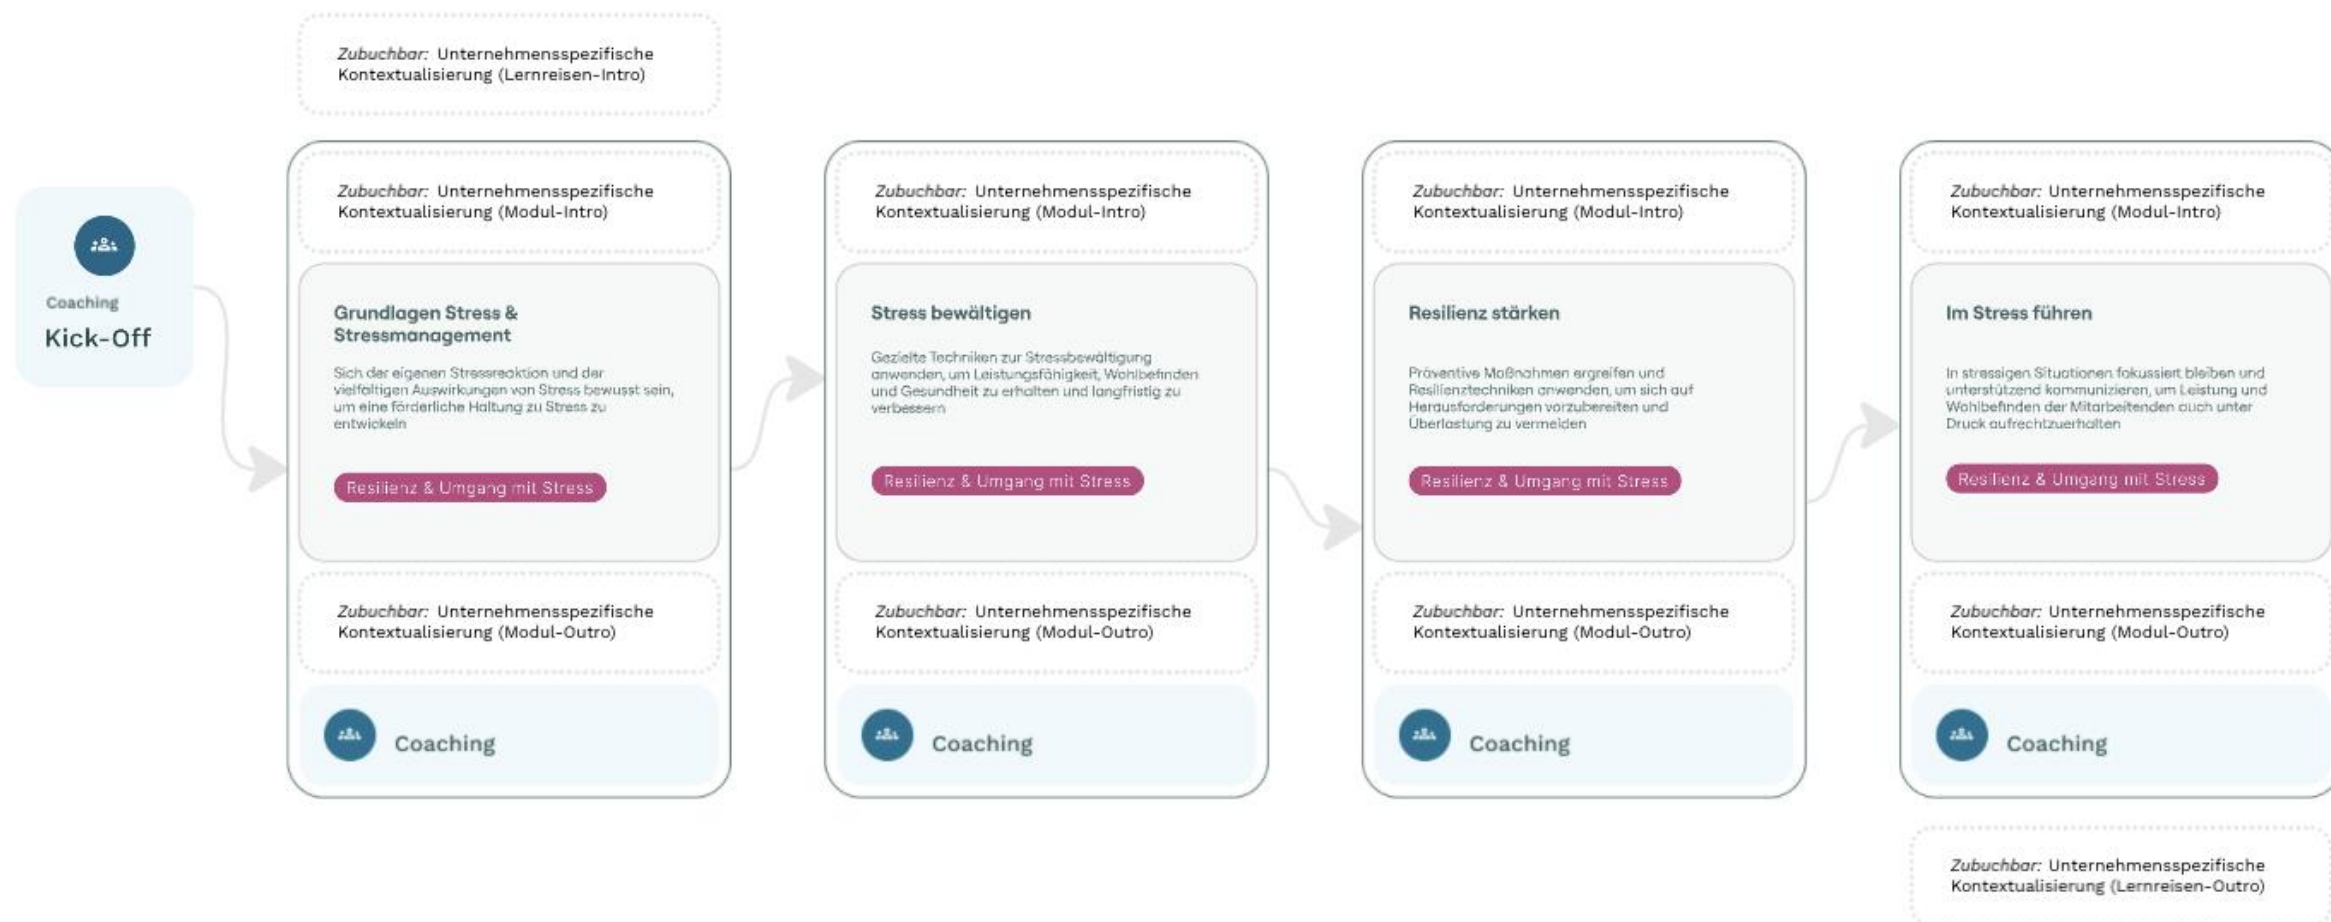 Zubuchbar: Unternehmensspezifische
Kontextualisierung (Lernreisen-Intro)
Coaching
Kick-Off
Zubuchbar: Unternehmensspezifische
Kontextualisierung (Modul-Intro)
Grundlagen Stress &
Stressmanagement
Sich der eigenen Stressreaktion und der
vielfältigen Auswirkungen von Stress bewusst sein,
um eine förderliche Haltung zu Stress zu
entwickeln
Resilienz & Umgang mit Stress
Zubuchbar: Unternehmensspezifische
Kontextualisierung (Modul-Outro)
Coaching
Zubuchbar: Unternehmensspezifische
Kontextualisierung (Modul-Intro)
Stress bewältigen
Gezielte Techniken zur Stressbewältigung
anwenden, um Leistungsfähigkeit, Wohlbefinden
und Gesundheit zu erhalten und langfristig zu
verbessern
Resilienz & Umgang mit Stress
Zubuchbar: Unternehmensspezifische
Kontextualisierung (Modul-Outro)
Coaching
Zubuchbar: Unternehmensspezifische
Kontextualisierung (Modul-Intro)
Resilienz stärken
Präventive Maßnahmen ergreifen und
Resilienztechniken anwenden, um sich auf
Herausforderungen vorzubereiten und
Überlastung zu vermeiden
Resilienz & Umgang mit Stress
Zubuchbar: Unternehmensspezifische
Kontextualisierung (Modul-Outro)
Coaching
Zubuchbar: Unternehmensspezifische
Kontextualisierung (Modul-Intro)
Im Stress führen
In stressigen Situationen fokussiert bleiben und
unterstützend kommunizieren, um Leistung und
Wohlbefinden der Mitarbeitenden auch unter
Druck aufrechtzuerhalten
Resilienz & Umgang mit Stress
Zubuchbar: Unternehmensspezifische
Kontextualisierung (Modul-Outro)
Coaching
Zubuchbar: Unternehmensspezifische
Kontextualisierung (Lernreisen-Outro)